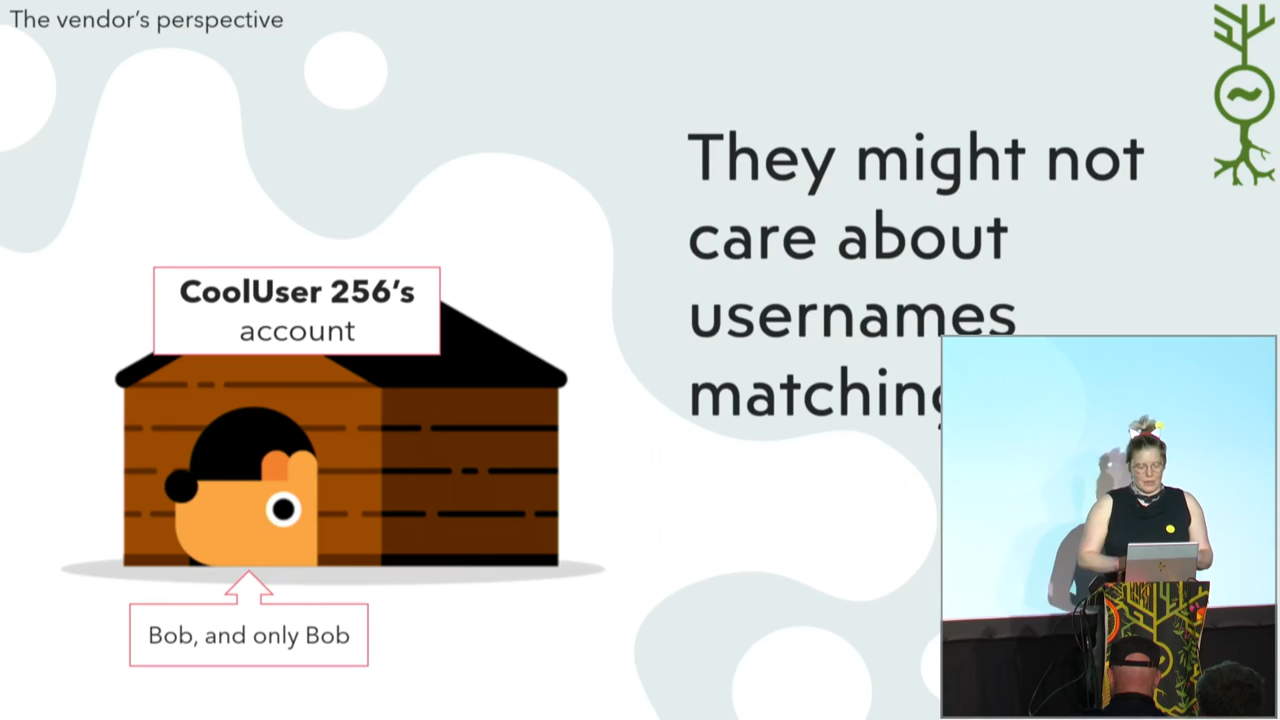 The vendor’s perspective
They might not
care about
usernames
matching
CoolUser 256’s
account
Bob, and only Bob